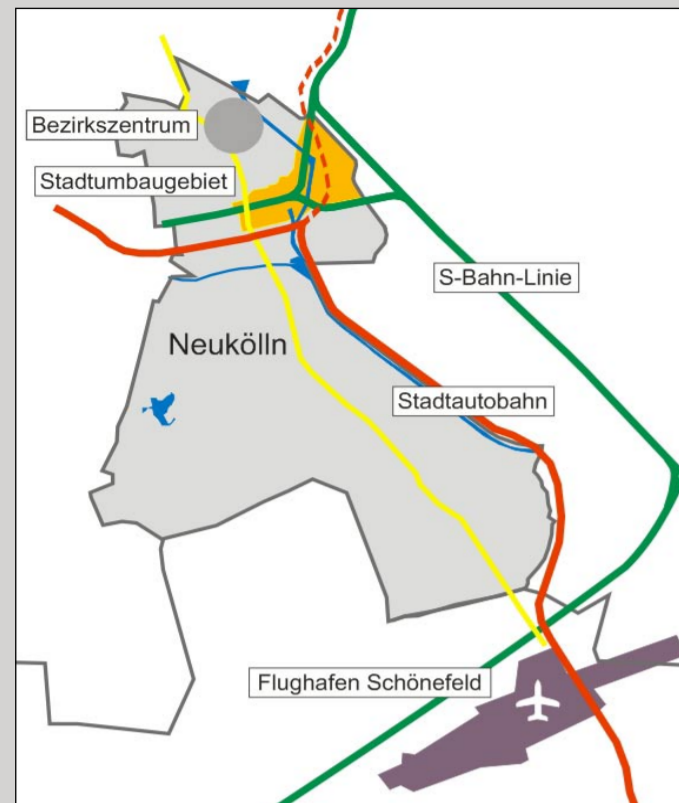 Bezirkszentrum
Stadtumbaugebiet
S-Bahn-Linie
Neukölln
Stadtautobahn
Flughafen Schönefeld